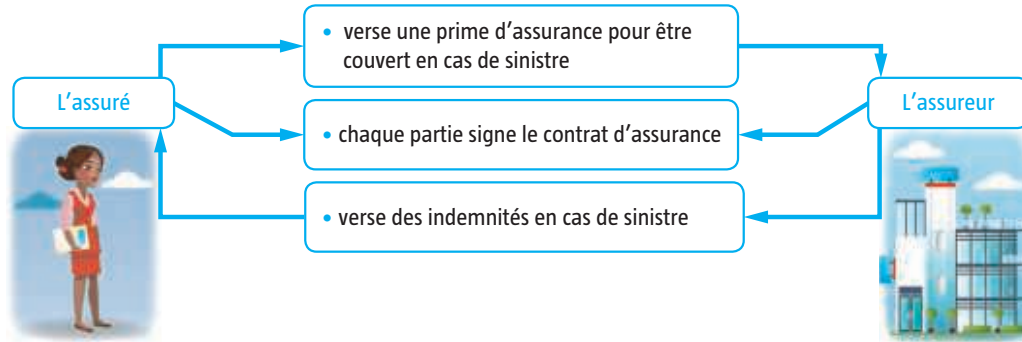 • verse une prime d'assurance pour être
couvert en cas de sinistre
L'assuré
L'assureur
• chaque partie signe le contrat d'assurance
• verse des indemnités en cas de sinistre